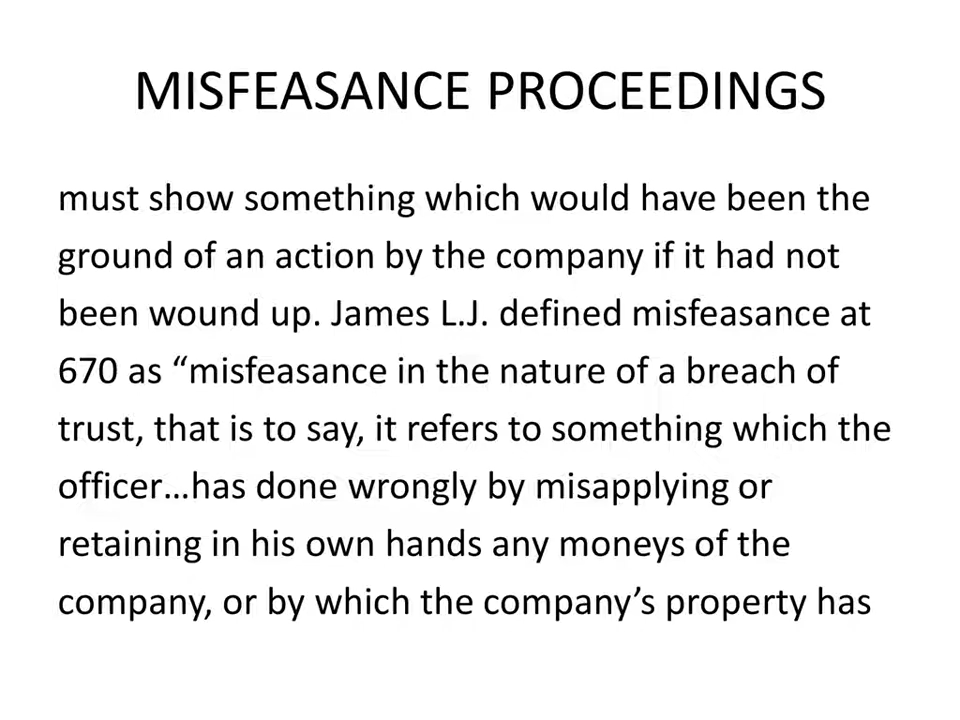 MISFEASANCE PROCEEDINGS
must show something which would have been the
ground of an action by the company if it had not
been wound up. James L.J. defined misfeasance at
670 as “misfeasance in the nature of a breach of
trust, that is to say, it refers to something which the
officer…has done wrongly by misapplying or
retaining in his own hands any moneys of the
company, or by which the company’s property has